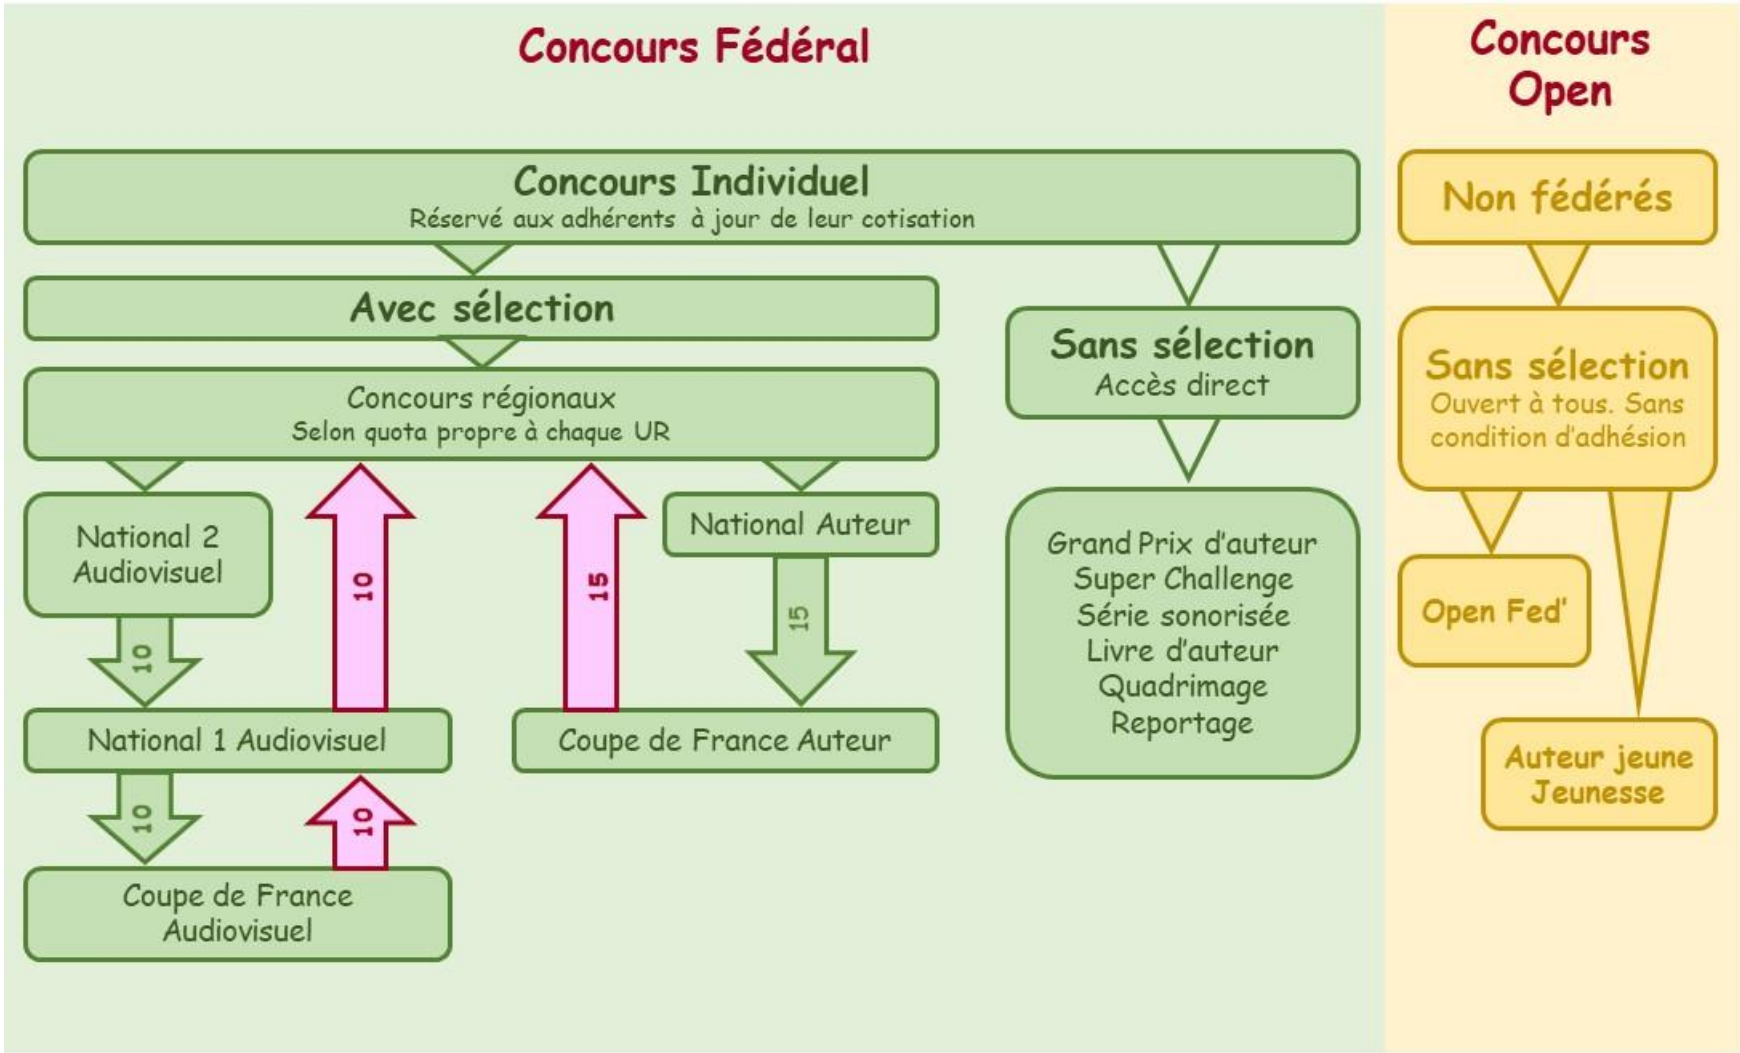 Concours Fédéral
Concours
Open
Concours Individuel
Réservé aux adhérents à jour de leur cotisation
Avec sélection
Concours régionaux
Selon quota propre à chaque UR
National 2
Audiovisuel
10
National 1 Audiovisuel
10
Coupe de France
Audiovisuel
10
10
15
National Auteur
15
Coupe de France Auteur
Sans sélection
Accès direct
Grand Prix d'auteur
Super Challenge
Série sonorisée
Livre d'auteur
Quadrimage
Reportage
Non fédérés
Sans sélection
Ouvert à tous. Sans
condition d'adhésion
Open Fed'
Auteur jeune
Jeunesse